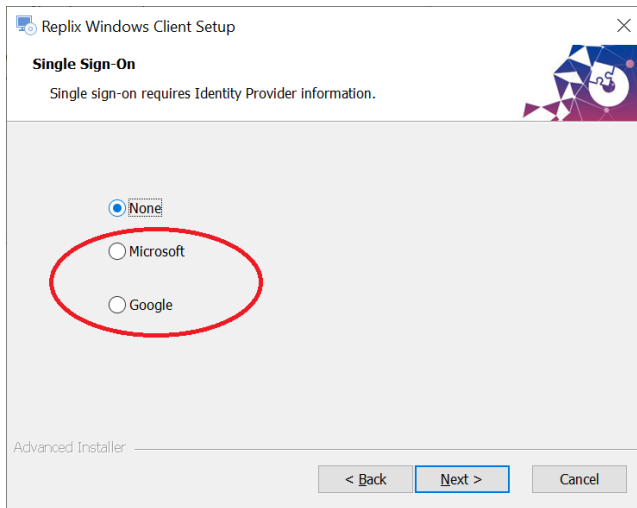 Replix Windows Client Setup
Single Sign-On
Single sign-on requires Identity Provider information.
None
Microsoft
Google
Advanced Installer
< Back
Next >
Cancel